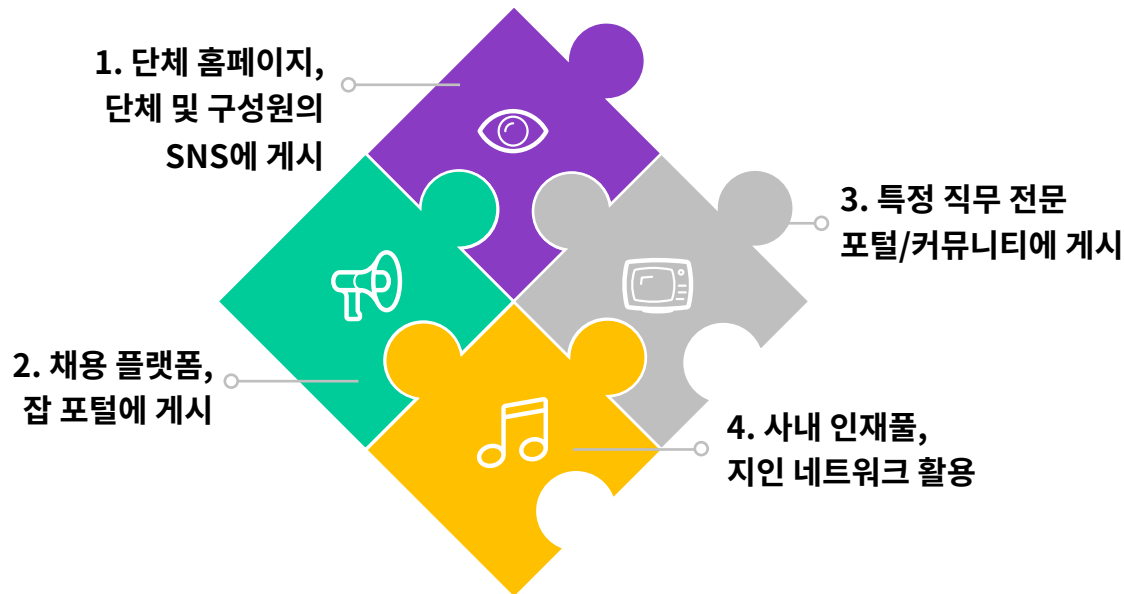 1. 단체 홈페이지,
단체 및 구성원의
SNS에 게시
2. 채용 플랫폼,
잡 포털에 게시
3. 특정 직무 전문
포털/커뮤니티에 게시
4. 사내 인재풀,
지인 네트워크 활용